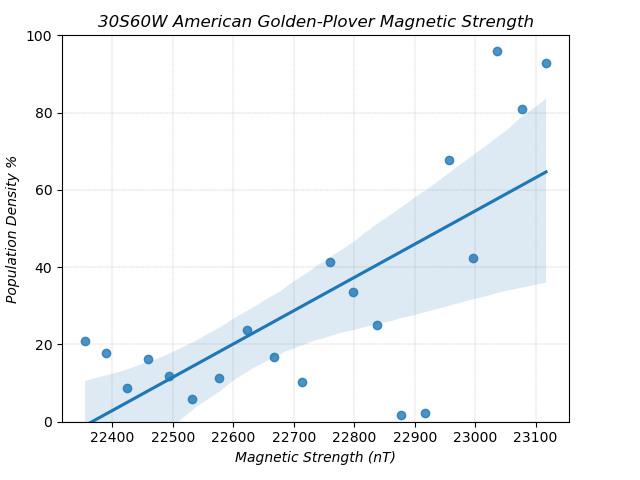 30S60W American Golden-Plover Magnetic Strength
100
80
60
40
20
0
Population Density %
22400 22500 22600 22700 22800 22900 23000 23100
Magnetic Strength (nT)